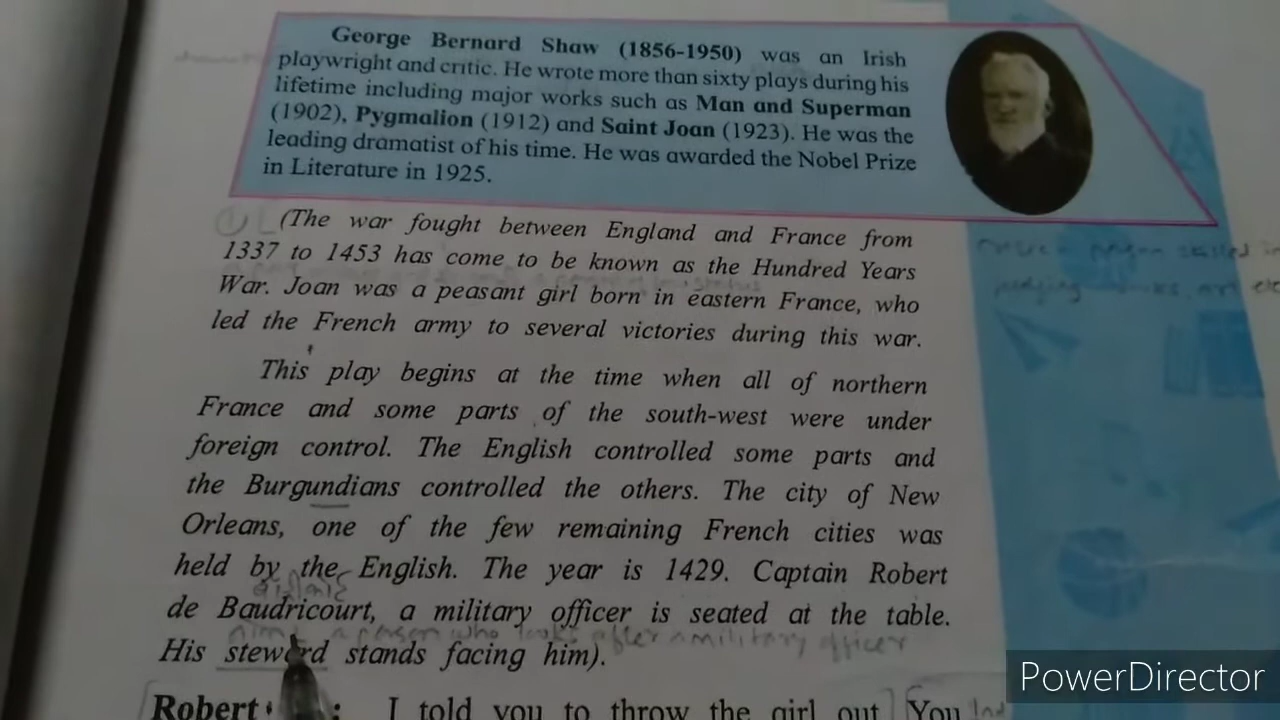 George Bernard Shaw (1856-1950) was an Irish
playwright and critic. He wrote more than sixty plays during his
lifetime including major works such as Man and Superman
(1902), Pygmalion (1912) and Saint Joan (1923). He was the
leading dramatist of his time. He was awarded the Nobel Prize
in Literature in 1925.
(The war fought between England and France from
1337 to 1453 has come to be known as the Hundred Years
War. Joan was a peasant girl born in eastern France, who
led the French army to several victories during this war.
This play begins at the time when all of northern
France and some parts of the south-west were under
foreign control. The English controlled some parts and
the Burgundians controlled the others. The city of New
Orleans, one of the few remaining French cities was
held by the English. The year is 1429. Captain Robert
de Baudricourt, a military officer is seated at the table.
a person who looks after a military officer
His steward stands facing him).
Robert : I told you to throw the girl out You
PowerDirector